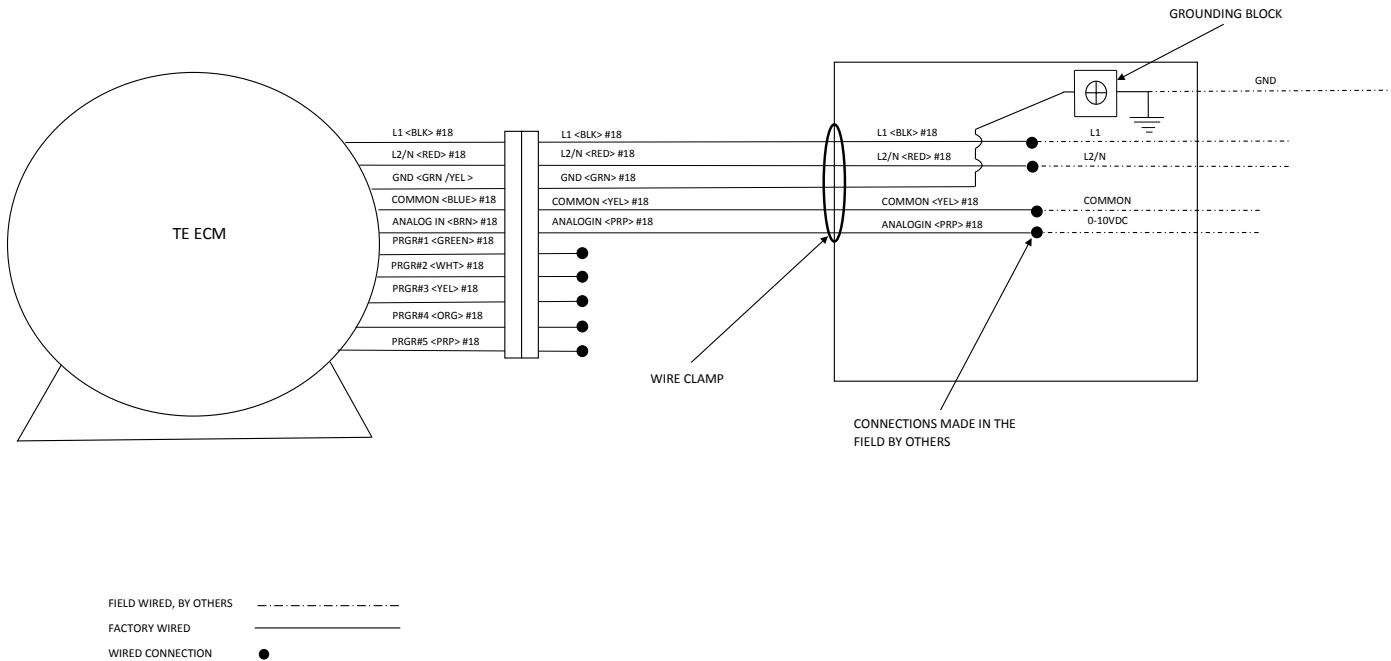 GROUNDING BLOCK
GND
L1 <BLK> #18
L1 <BLK> #18
L1 <BLK> #18
L1
L2/N <RED> #18
L2/N <RED> #18
L2/N <RED> #18
L2/N
GND <GRN /YEL >
GND <GRN> #18
COMMON <BLUE> #18
COMMON <YEL> #18
COMMON <YEL> #18
COMMON
ANALOG IN <BRN> #18
ANALOGIN <PRP> #18
ANALOGIN <PRP> #18
0-10VDC
TE ECM
PRGR#1 <GREEN> #18
PRGR#2 <WHT> #18
PRGR#3 <YEL> #18
PRGR#4 <ORG> #18
PRGR#5 <PRP> #18
WIRE CLAMP
CONNECTIONS MADE IN THE
FIELD BY OTHERS
FIELD WIRED, BY OTHERS
FACTORY WIRED
WIRED CONNECTION